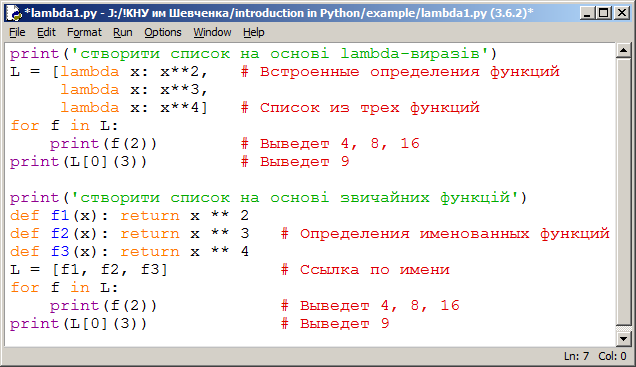 *lambda1.py - J:/!КНУ им Шевченка/introduction in Python/example/lambda1.py (3.6.2)*
File Edit Format Run Options Window Help
print('створити список на основі lambda-виразів')
L = [lambda x: x**2,   # Встроенные определения функций
     lambda x: x**3,
     lambda x: x**4]   # Список из трех функций
for f in L:
    print(f(2))        # Выведет 4, 8, 16
print(L[0](3))         # Выведет 9
print('створити список на основі звичайних функцій')
def f1(x): return x ** 2
def f2(x): return x ** 3   # Определения именованных функций
def f3(x): return x ** 4
L = [f1, f2, f3]           # Ссылка по имени
for f in L:
    print(f(2))            # Выведет 4, 8, 16
print(L[0](3))             # Выведет 9
Ln: 7 Col: 0